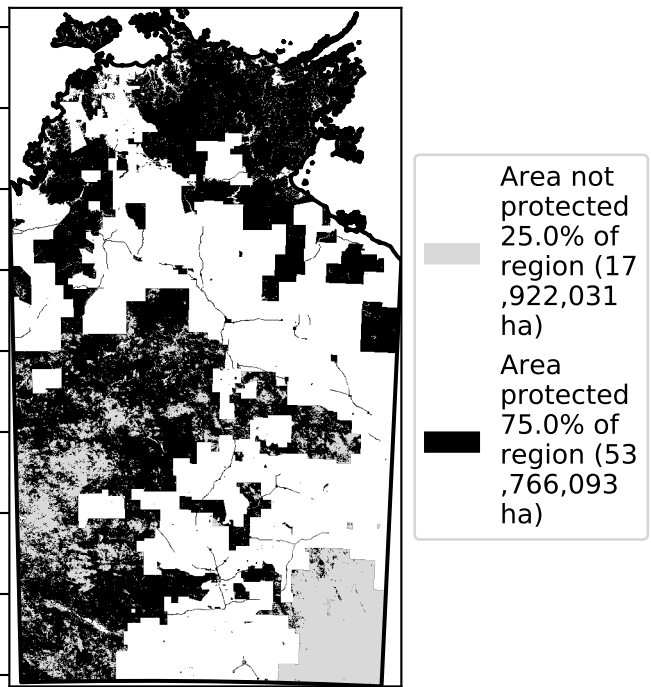 Area not
protected
25.0% of
region (17
,922,031
ha)
Area
protected
75.0% of
region (53
,766,093
ha)